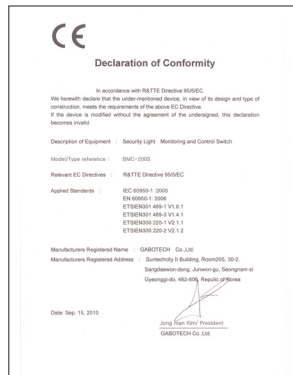 CE
Declaration of Conformity
In accordance with R&TTE Directive 95/5/EC.
We herewith declare that the under-mentioned device, in view of its design and type of
construction, meets the requirements of the above EC Directive
If the device is modified without the agreement of the undersigned, this declaration
becomes invalid.
Description of Equipment : Security Light Monitoring and Control Switch
Model/Type reference : BMC-200S
Relevant EC Directives : R&TTE Directive 95/5/EC
Applied Standards : IEC 60950-1 :2005
EN 60950-1: 2006
ETSIEN301 489-1 V1.8.1
ETSIEN301 489-3 V1.4.1
ETSIEN300 220-1 V2.1.1
ETSIEN300 220-2 V2.1.2
Manufacturers Registered Name : GABOTECH Co.,Ltd.
Manufacturers Registered Address : Suntechcity II Building, Room205, 30-2,
Sangdaewon-dong, Junwon-gu, Seongnam-si
Gyeonggi-do, 462-806, Repulic of Korea
Date: Sep. 15, 2010
Jong Nan Kim/ President
GABOTECH Co.,Ltd.